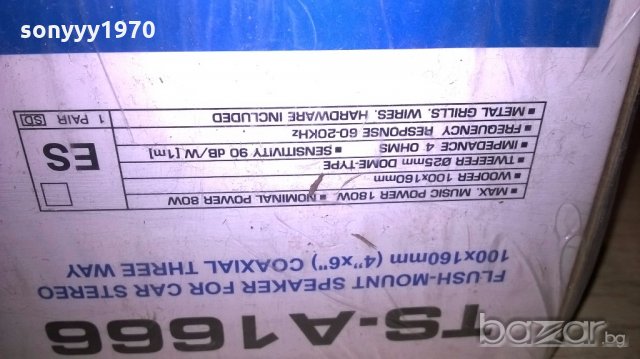 sonyyy1970
TS-A1666
FLUSH-MOUNT SPEAKER FOR CAR STEREO
100x160mm (4"x6") COAXIAL THREE WAY
▪ MAX. MUSIC POWER 180W ▪ NOMINAL POWER 80W
▪ WOOFER 100x160mm
▪ TWEETER Ø25mm DOME-TYPE
▪ IMPEDANCE 4 OHMS ▪ SENSITIVITY 90 dB/W [1m]
▪ FREQUENCY RESPONSE 60-20kHz
▪ METAL GRILLS, WIRES, HARDWARE INCLUDED
ES
1 PAIR SD
bazar.bg